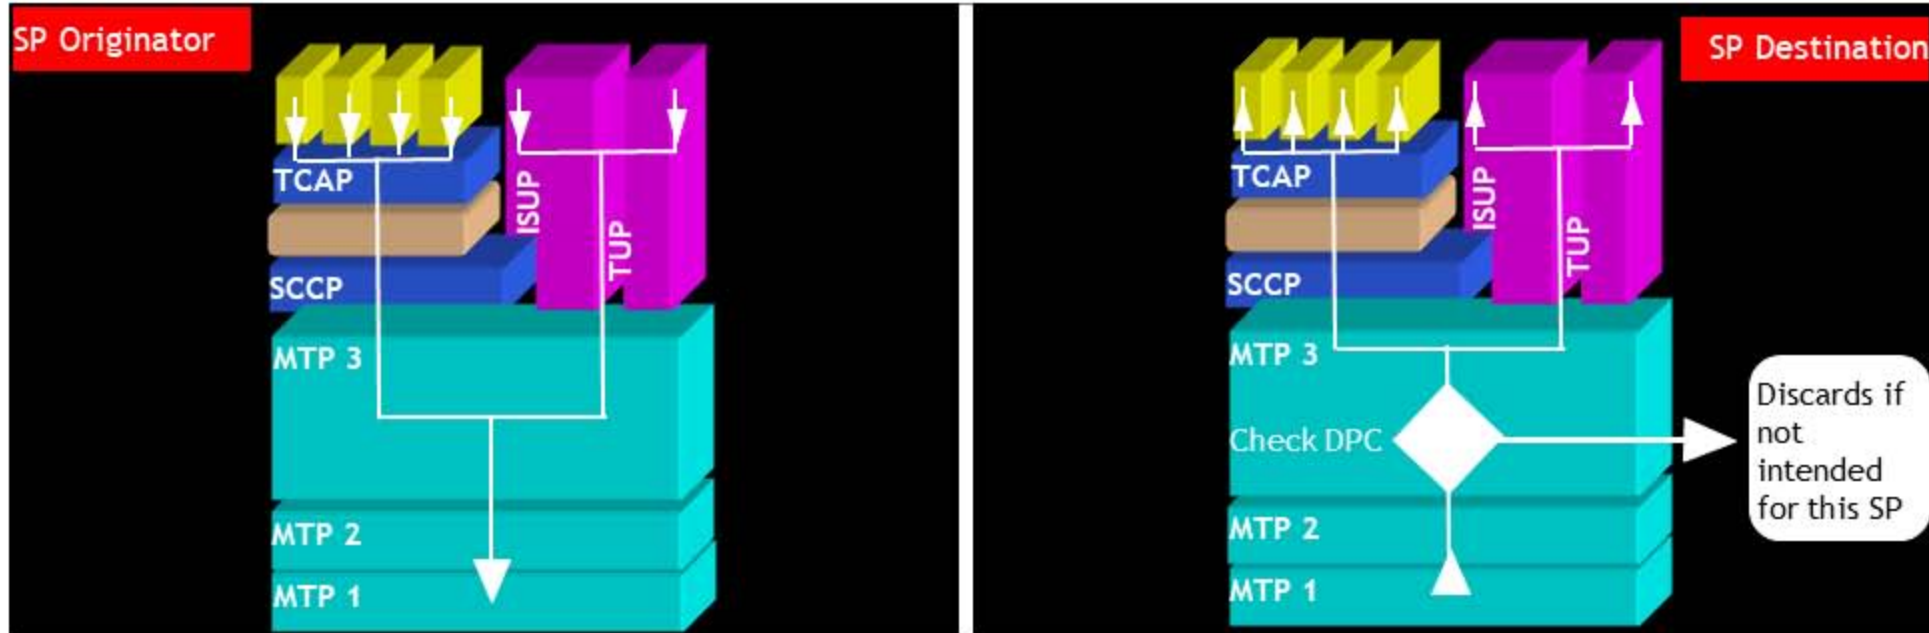 SP Originator
TCAP
ISUP
TUP
SCCP
MTP 3
MTP 2
MTP 1
SP Destination
TCAP
ISUP
TUP
SCCP
MTP 3
Check DPC
MTP 2
MTP 1
Discards if
not
intended
for this SP